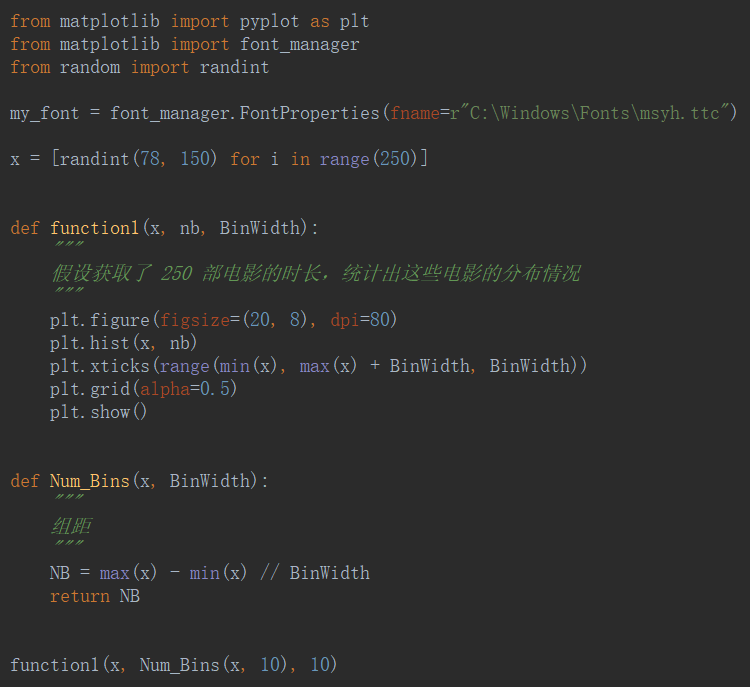 from matplotlib import pyplot as plt
from matplotlib import font_manager
from random import randint
my_font = font_manager.FontProperties(fname=r"C:\Windows\Fonts\msyh.ttc")
x = [randint(78, 150) for i in range(250)]
def function1(x, nb, BinWidth):
"""
假设获取了 250 部电影的时长，统计出这些电影的分布情况
"""
plt.figure(figsize=(20, 8), dpi=80)
plt.hist(x, nb)
plt.xticks(range(min(x), max(x) + BinWidth, BinWidth))
plt.grid(alpha=0.5)
plt.show()
def Num_Bins(x, BinWidth):
"""
组距
"""
NB = max(x) - min(x) // BinWidth
return NB
function1(x, Num_Bins(x, 10), 10)